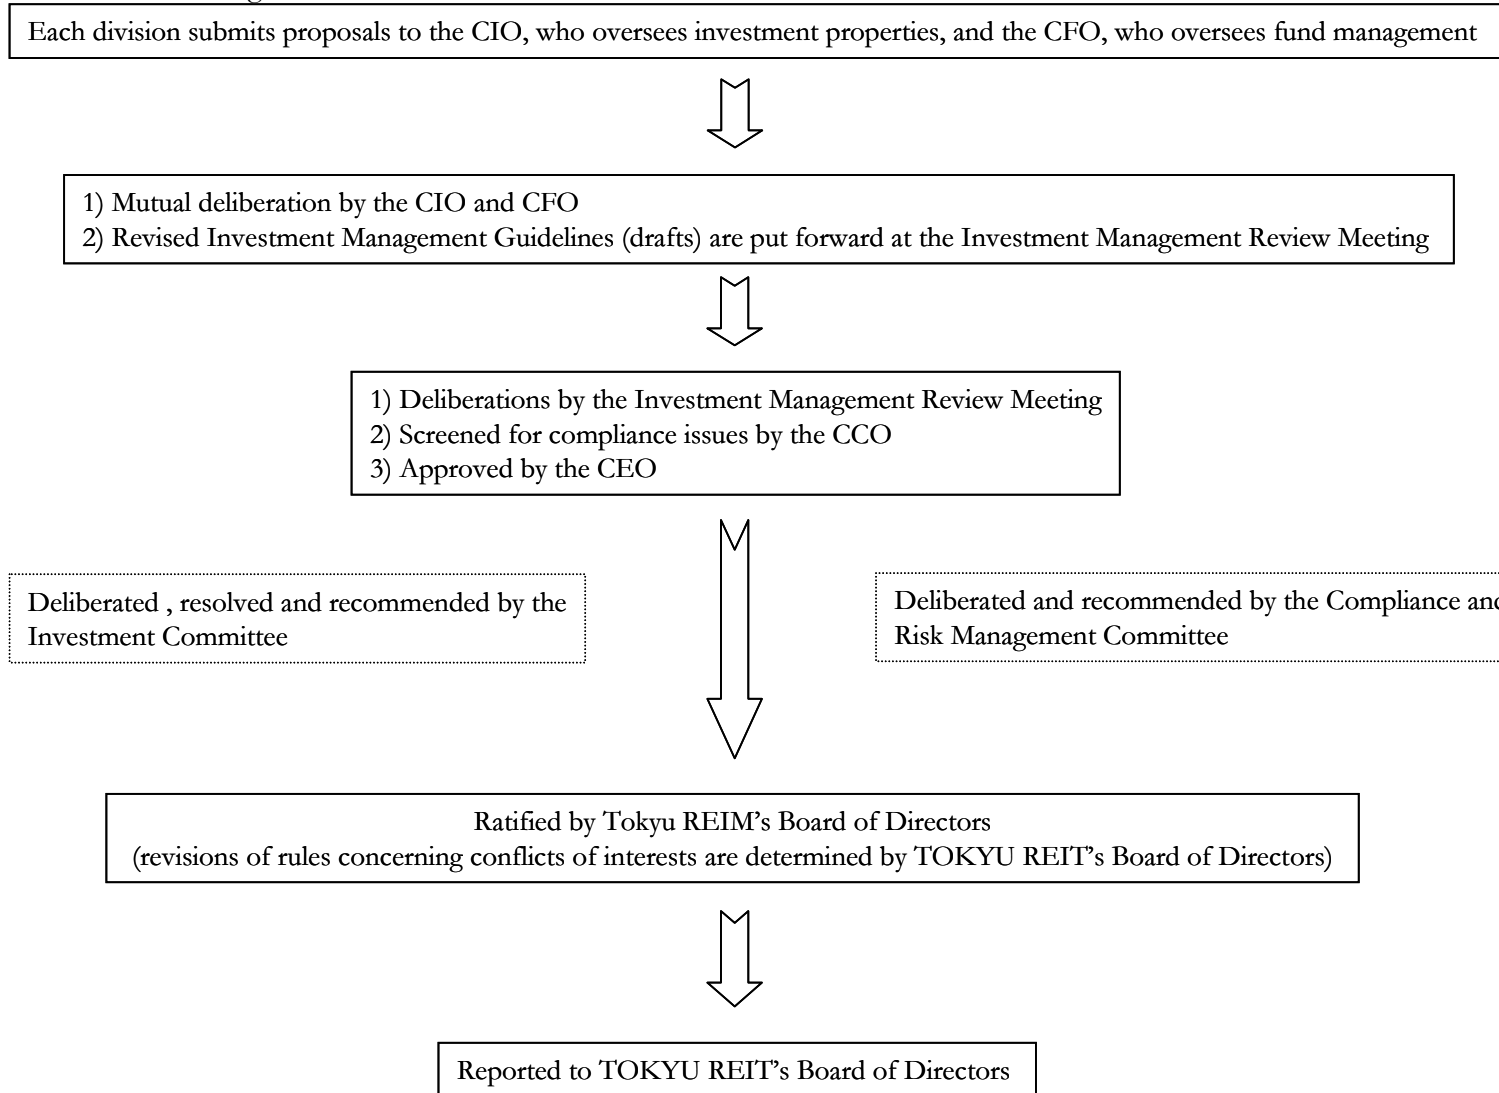 Each division submits proposals to the CIO, who oversees investment properties, and the CFO, who oversees fund management
1) Mutual deliberation by the CIO and CFO
2) Revised Investment Management Guidelines (drafts) are put forward at the Investment Management Review Meeting
1) Deliberations by the Investment Management Review Meeting
2) Screened for compliance issues by the CCO
3) Approved by the CEO
Deliberated , resolved and recommended by the
Investment Committee
Deliberated and recommended by the Compliance and
Risk Management Committee
Ratified by Tokyu REIM’s Board of Directors
(revisions of rules concerning conflicts of interests are determined by TOKYU REIT’s Board of Directors)
Reported to TOKYU REIT’s Board of Directors